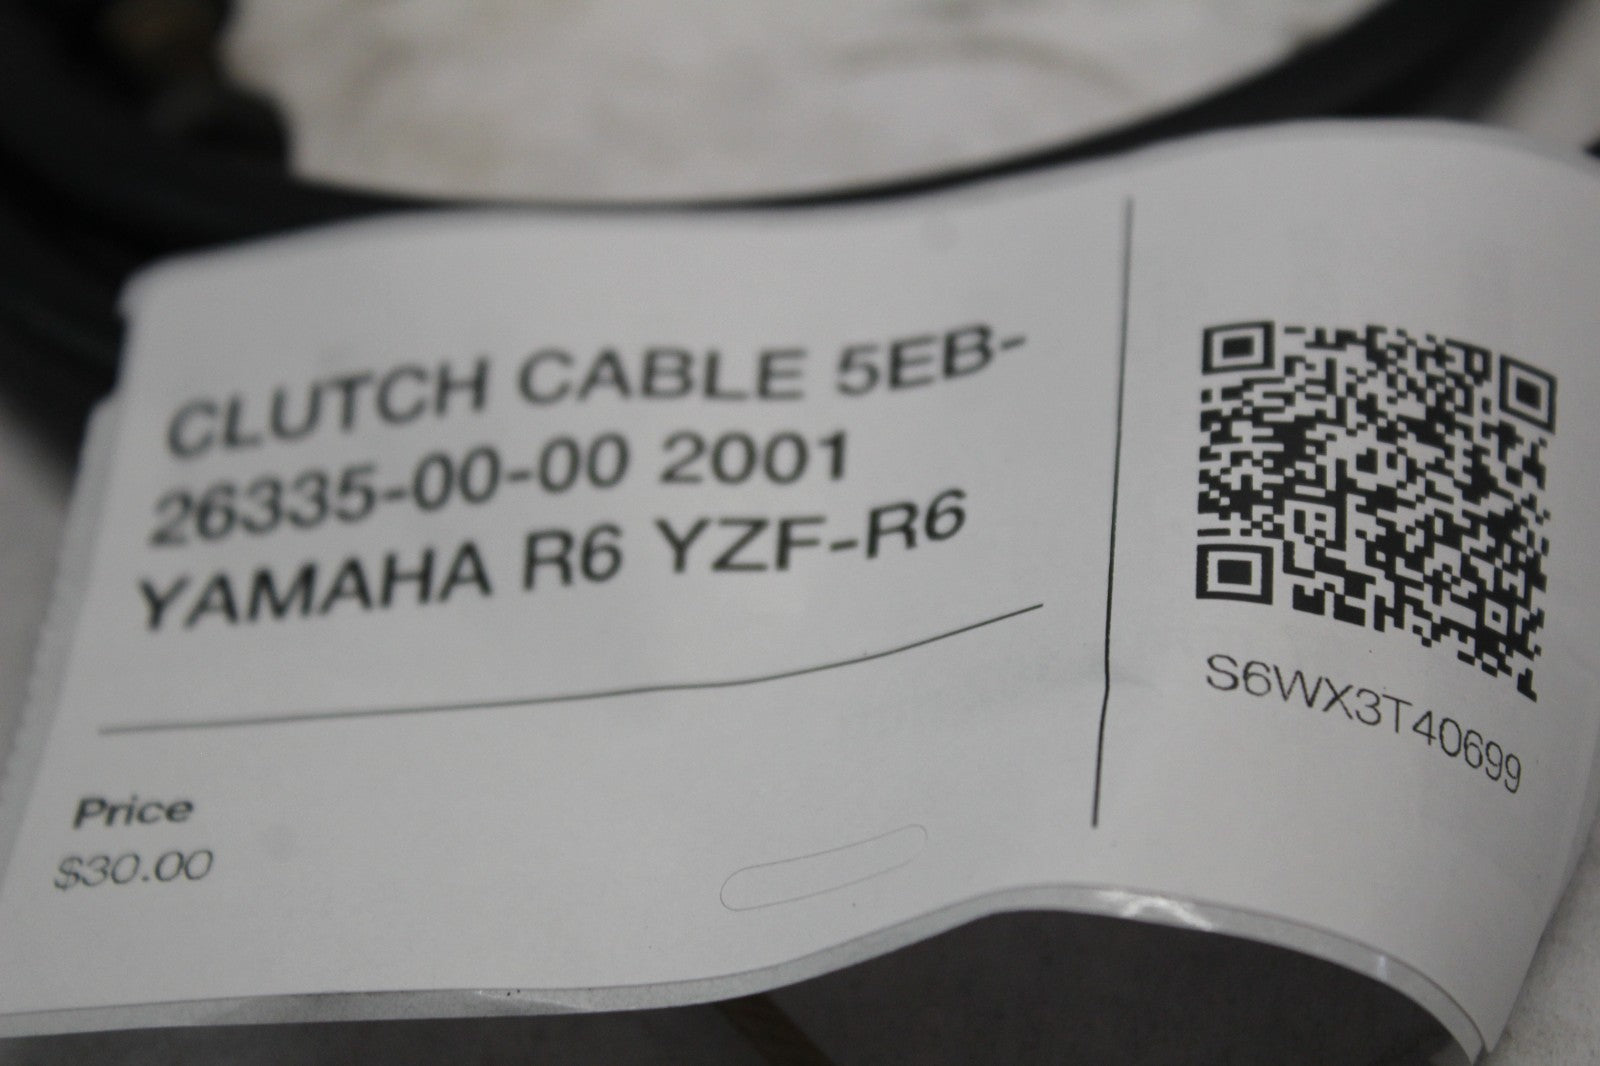 CLUTCH CABLE 5EB-
26335-00-00 2001
YAMAHA R6 YZF-R6
Price
$30.00
S6WX3T40699